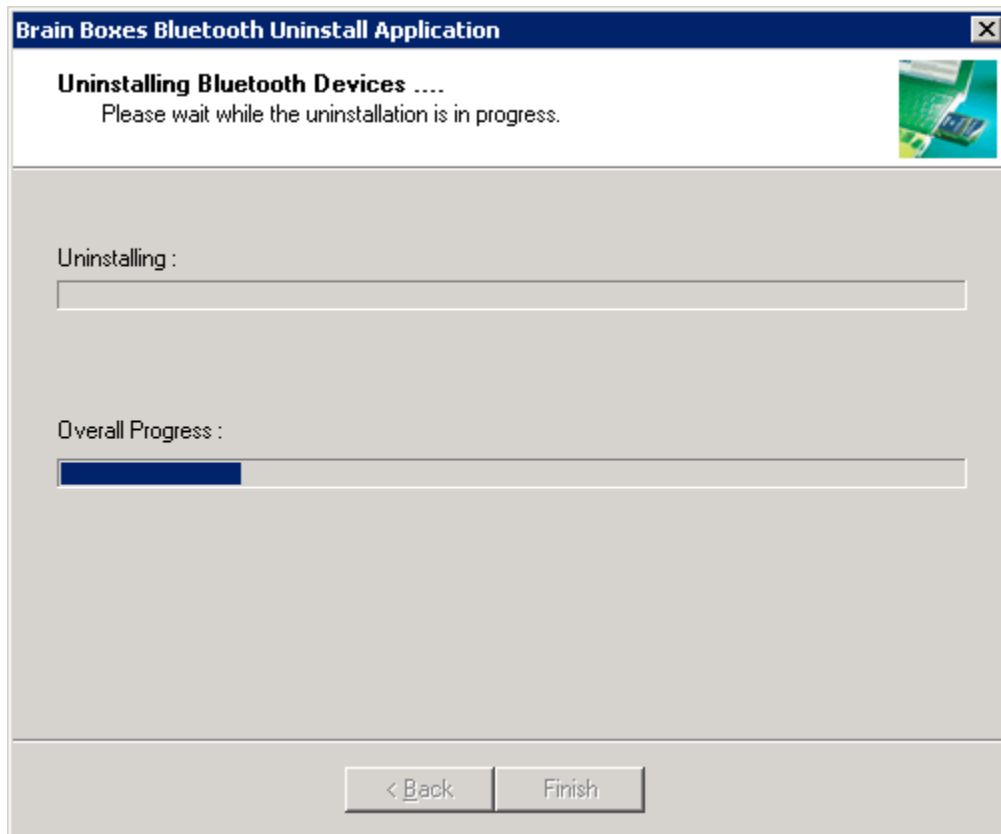 Brain Boxes Bluetooth Uninstall Application
Uninstalling Bluetooth Devices ....
Please wait while the uninstallation is in progress.
Uninstalling :
Overall Progress :
< Back
Finish